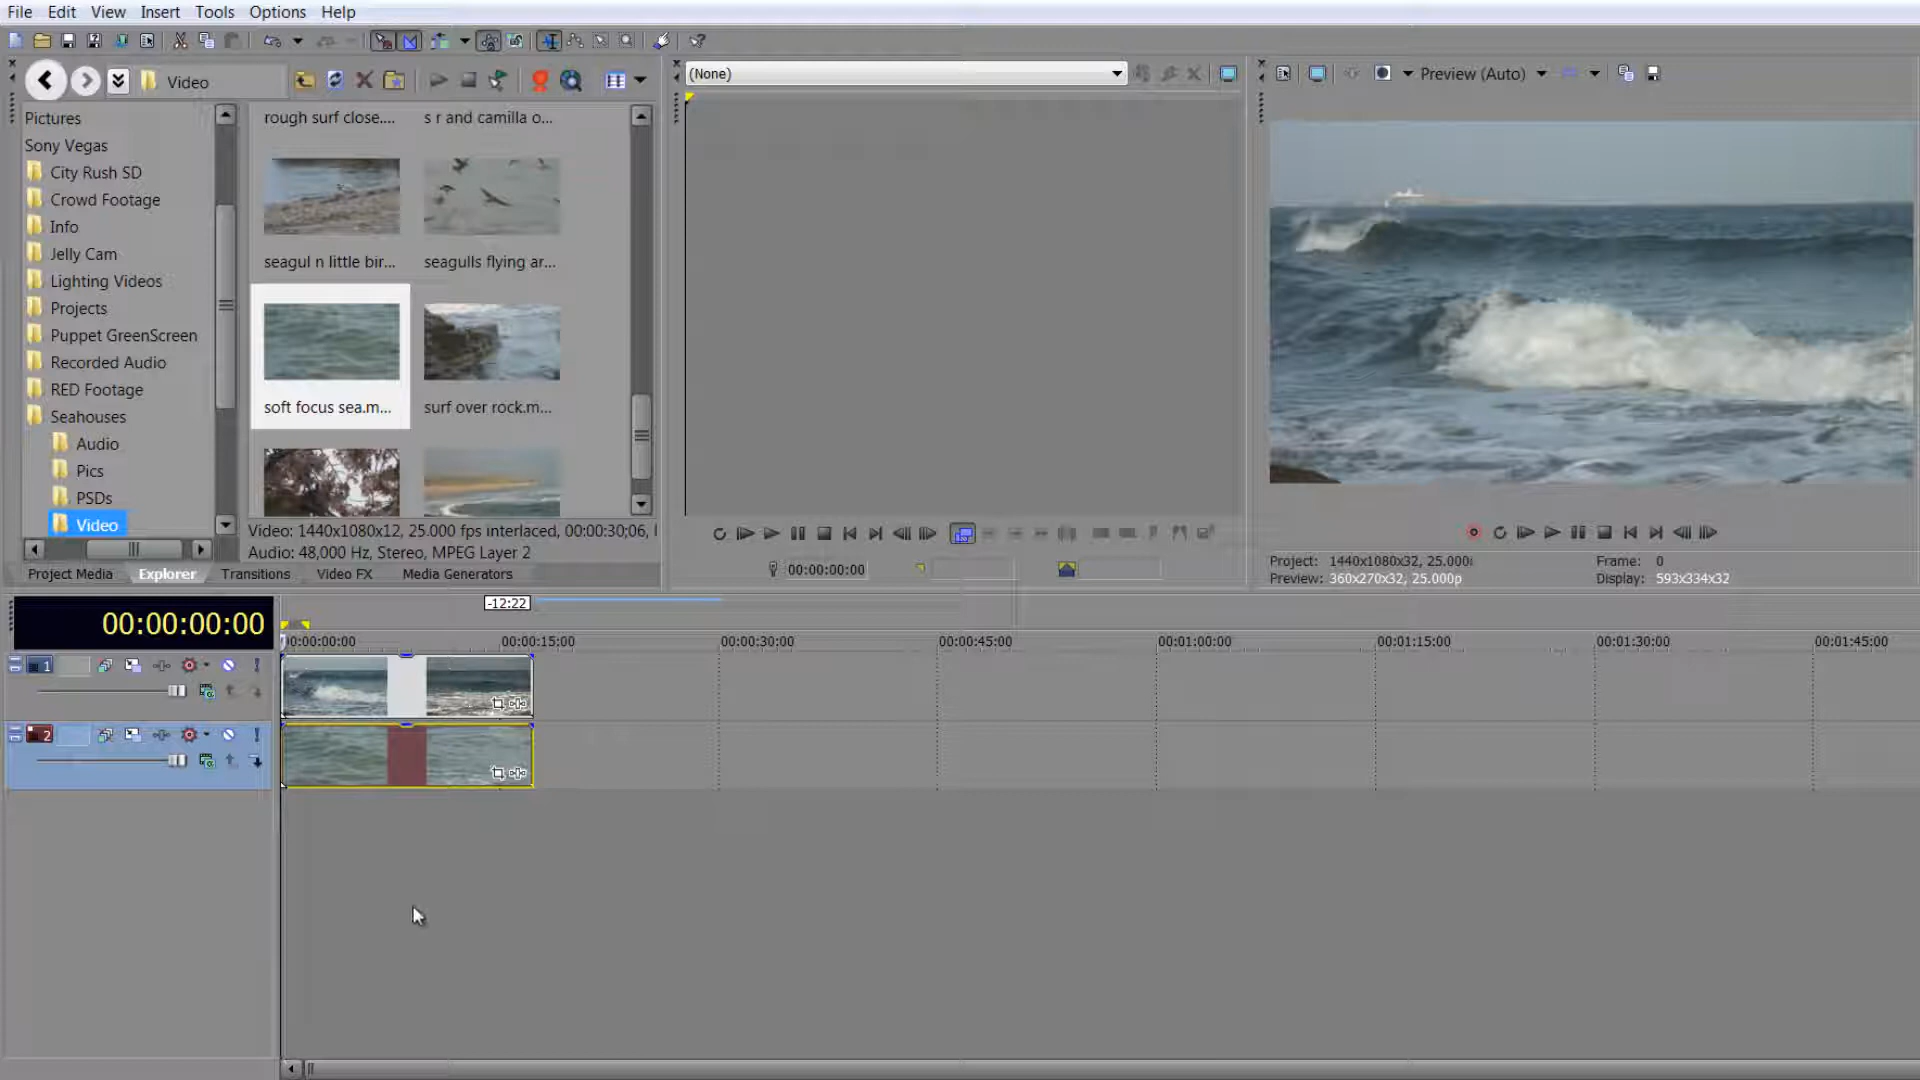 File Edit View Insert Tools Options Help
Video
(None)
Preview (Auto)
Pictures
Sony Vegas
City Rush SD
Crowd Footage
Info
Jelly Cam
Lighting Videos
Projects
Puppet GreenScreen
Recorded Audio
RED Footage
Seahouses
Audio
Pics
PSDs
Video
rough surf close.... s r and camilla o...
seagul n little bir... seagulls flying ar...
soft focus sea.m... surf over rock.m...
Video: 1440x1080x12, 25.000 fps interlaced, 00:00:30;06,
Audio: 48,000 Hz, Stereo, MPEG Layer 2
Project Media Explorer Transitions Video FX Media Generators
00:00:00:00
Project: 1440x1080x32, 25.000i
Preview: 360x270x32, 25.000p
Frame: 0
Display: 593x334x32
00:00:00:00
-12:22
00:00:00:00 00:00:15:00 00:00:30:00 00:00:45:00 00:01:00:00 00:01:15:00 00:01:30:00 00:01:45:00
1
2